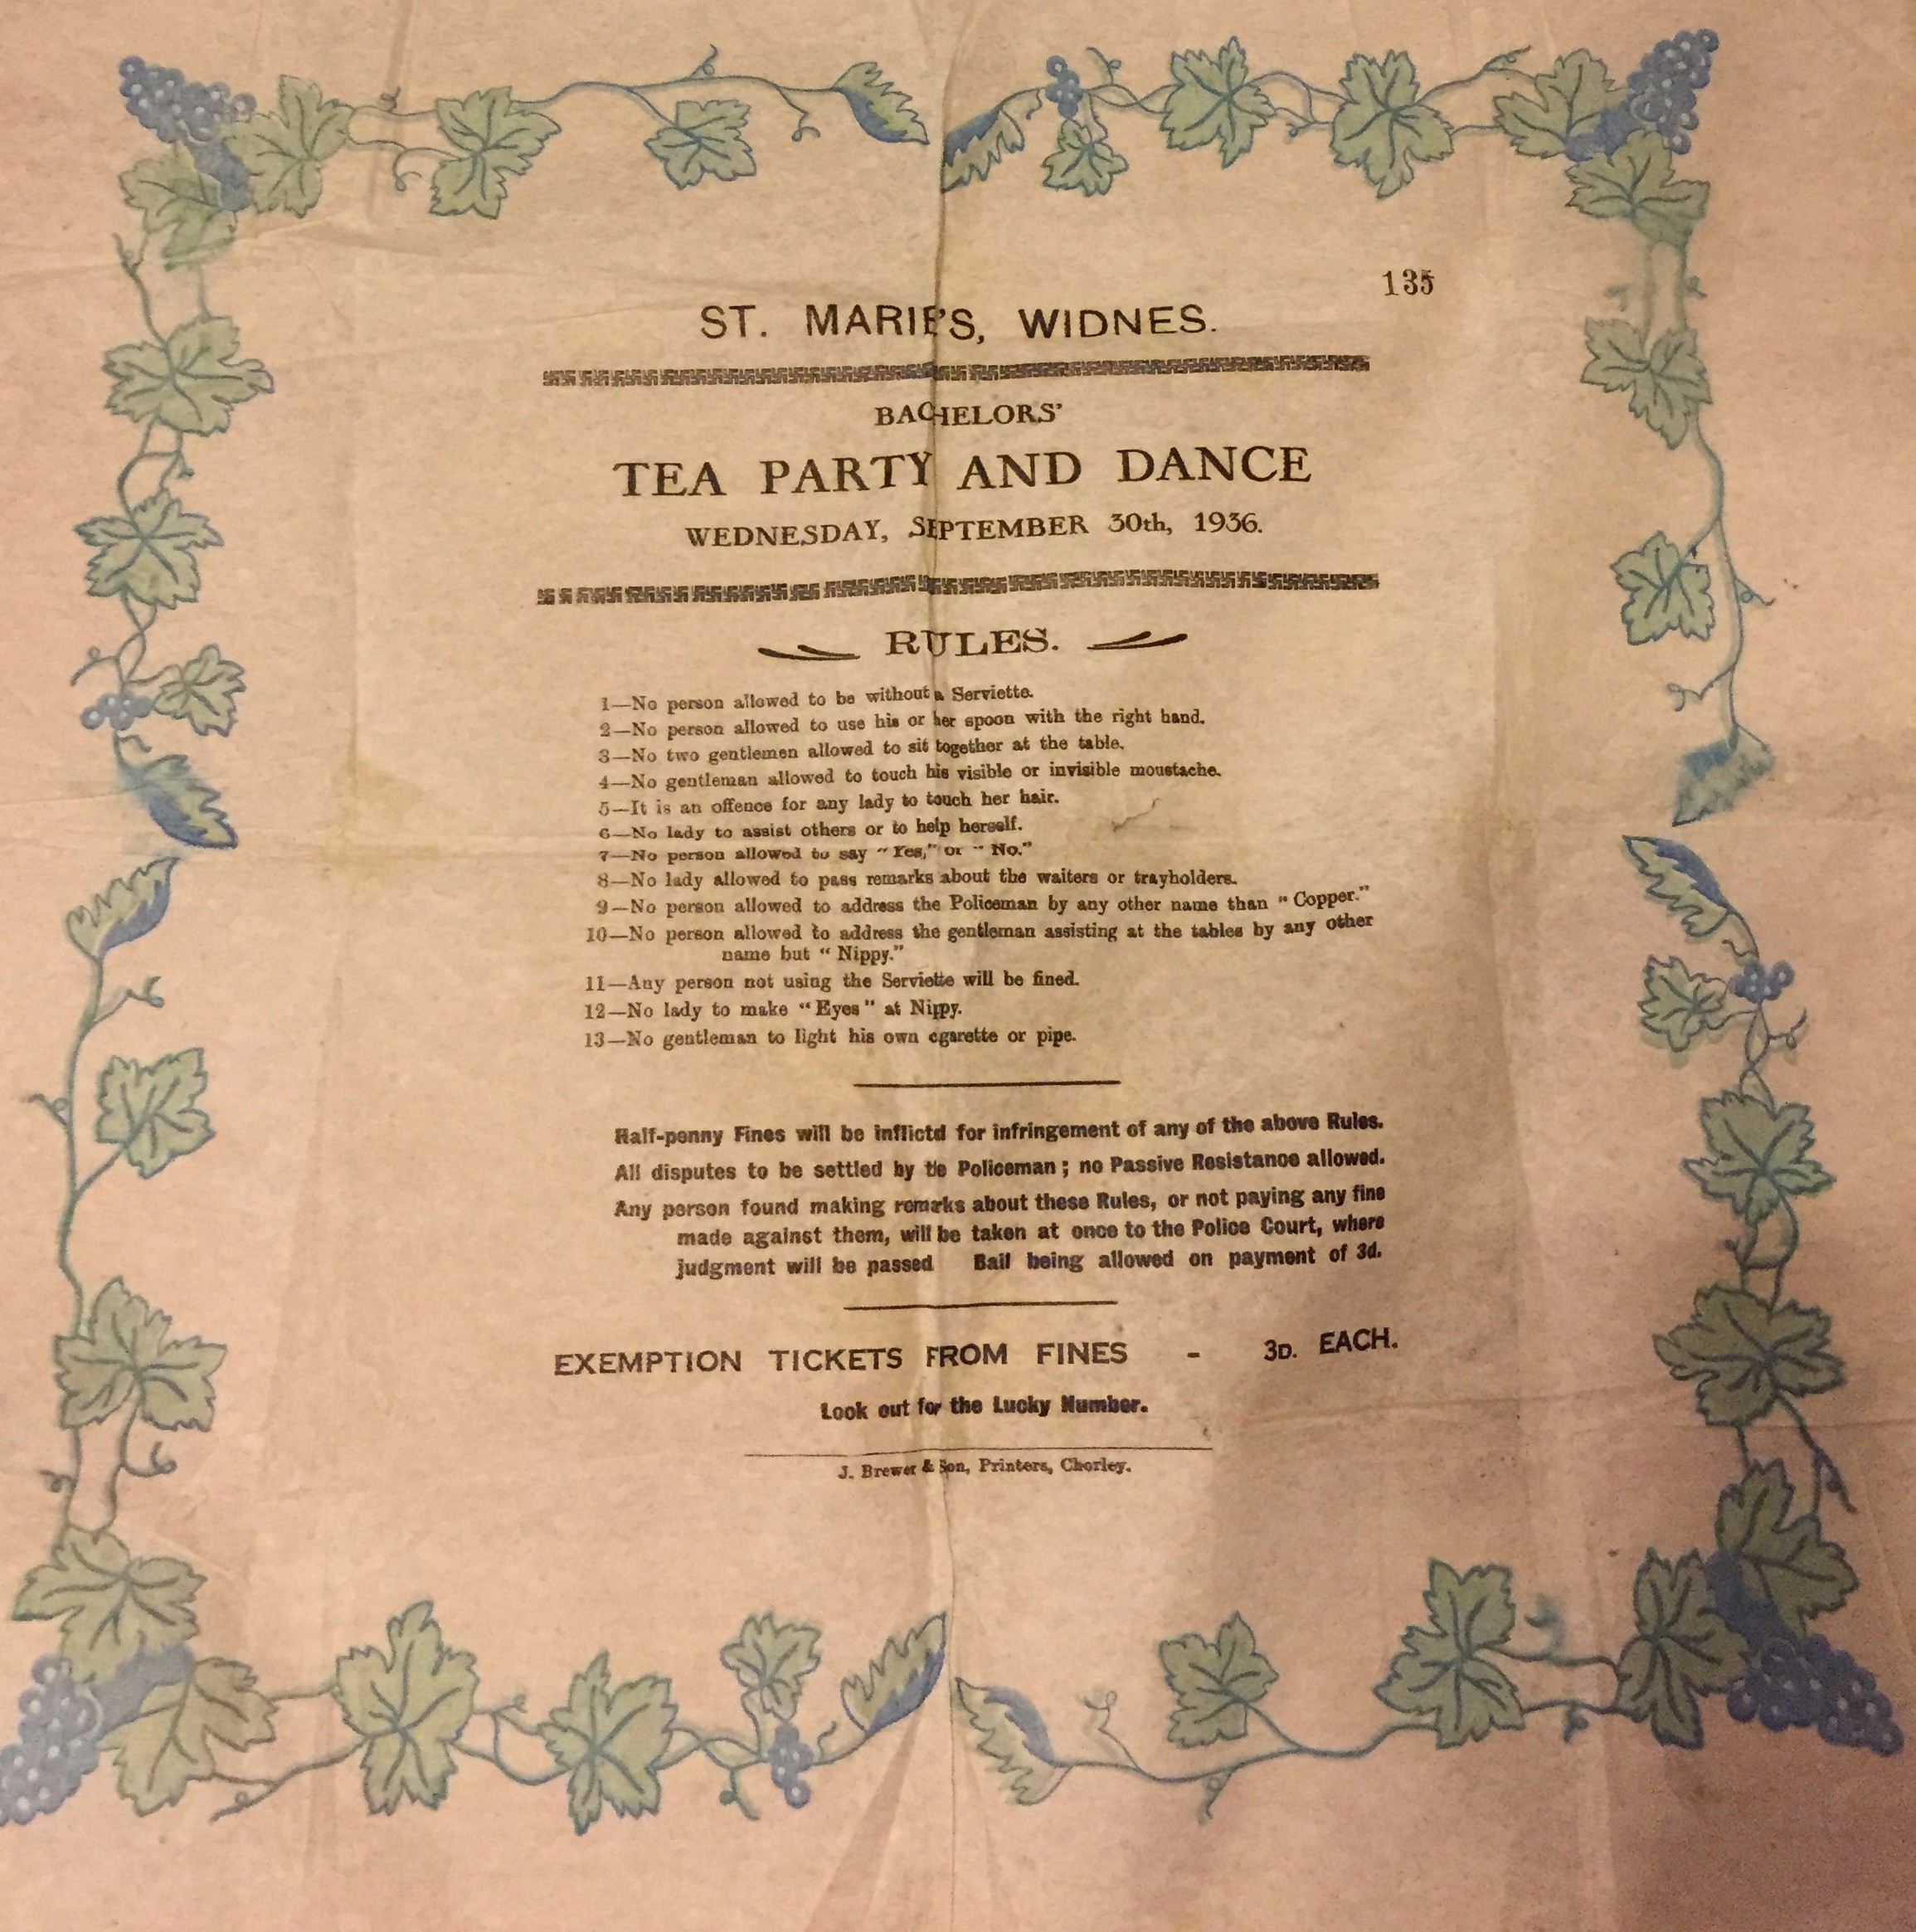 135
ST. MARIE'S, WIDNES.
BACHELORS'
TEA PARTY AND DANCE
WEDNESDAY, SEPTEMBER 30th, 1936.
RULES.
1—No person allowed to be without a Serviette.
2—No person allowed to use his or her spoon with the right hand.
3—No two gentlemen allowed to sit together at the table.
4—No gentleman allowed to touch his visible or invisible moustache.
5—It is an offence for any lady to touch her hair.
6—No lady to assist others or to help herself.
7—No person allowed to say "Yes," or "No."
8—No lady allowed to pass remarks about the waiters or trayholders.
9—No person allowed to address the Policeman by any other name than "Copper."
10—No person allowed to address the gentleman assisting at the tables by any other
name but "Nippy."
11—Any person not using the Serviette will be fined.
12—No lady to make "Eyes" at Nippy.
13—No gentleman to light his own cgarette or pipe.
Half-penny Fines will be inflictd for infringement of any of the above Rules.
All disputes to be settled by the Policeman; no Passive Resistance allowed.
Any person found making remarks about these Rules, or not paying any fine
made against them, will be taken at once to the Police Court, where
judgment will be passed Bail being allowed on payment of 3d.
EXEMPTION TICKETS FROM FINES - 3D. EACH.
Look out for the Lucky Number.
J. Brewer & Son, Printers, Chorley.